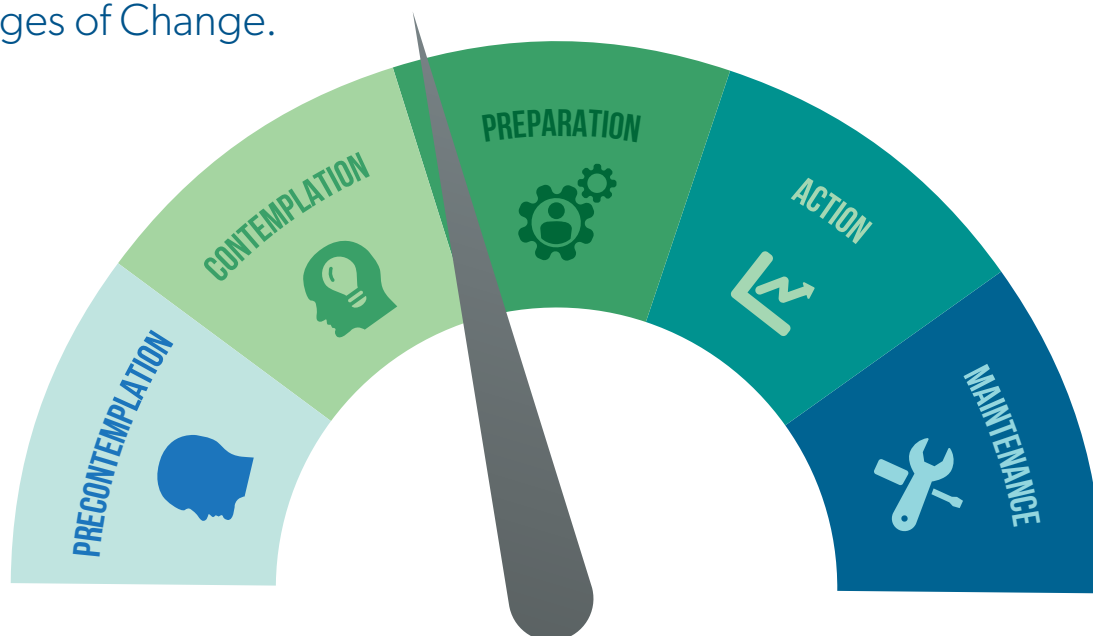 ges of Change.
PRECONTEMPLATION
CONTEMPLATION
PREPARATION
ACTION
MAINTENANCE